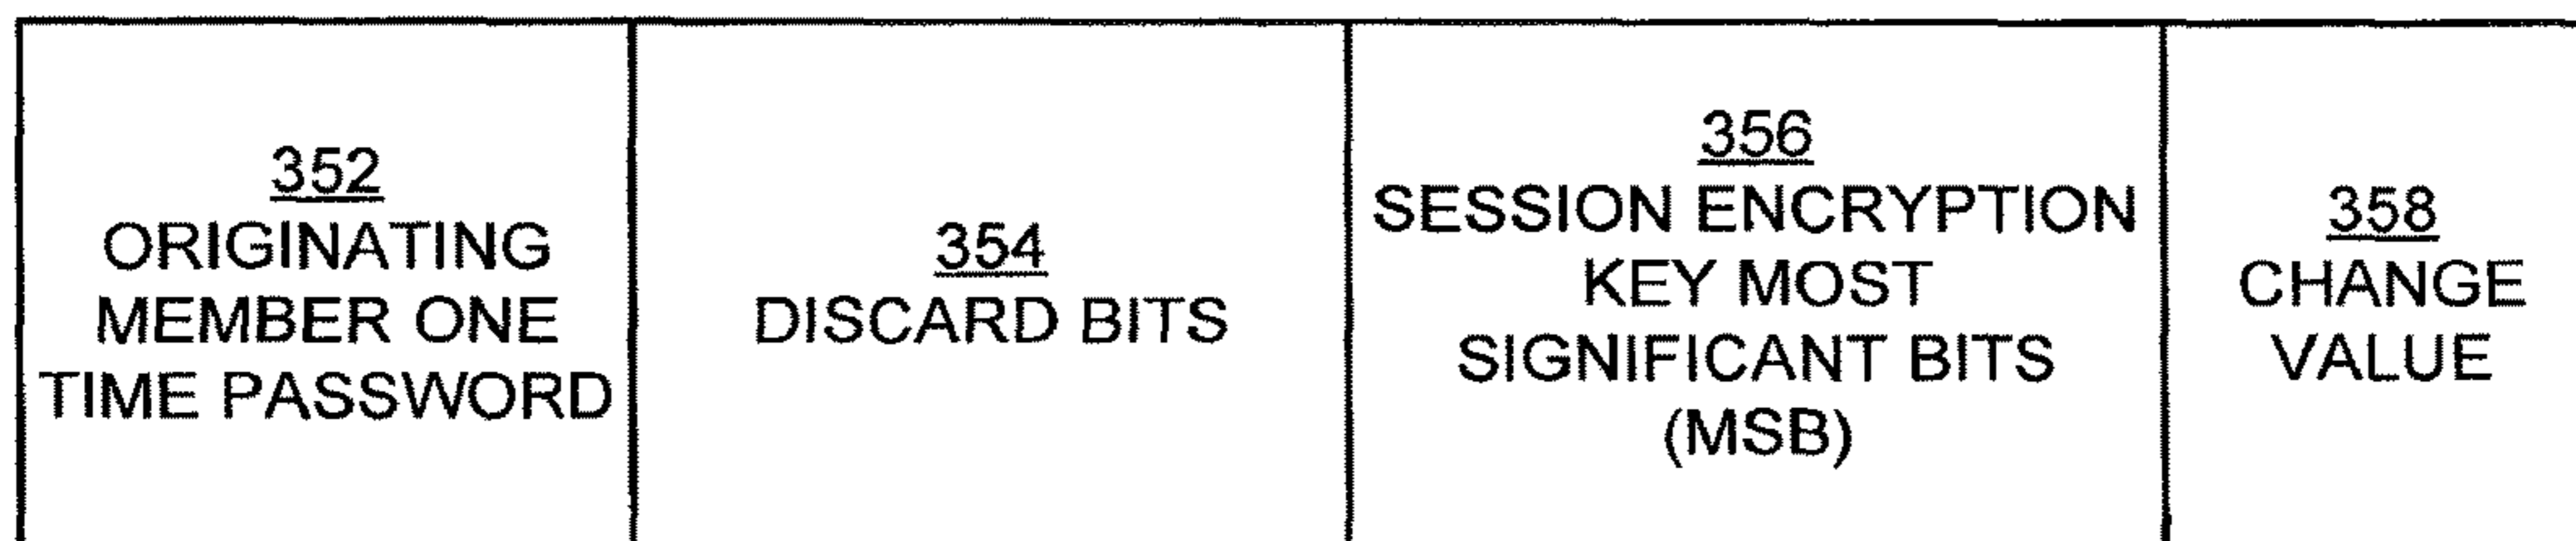 352
ORIGINATING
MEMBER ONE
TIME PASSWORD
354
DISCARD BITS
356
SESSION ENCRYPTION
KEY MOST
SIGNIFICANT BITS
(MSB)
358
CHANGE
VALUE